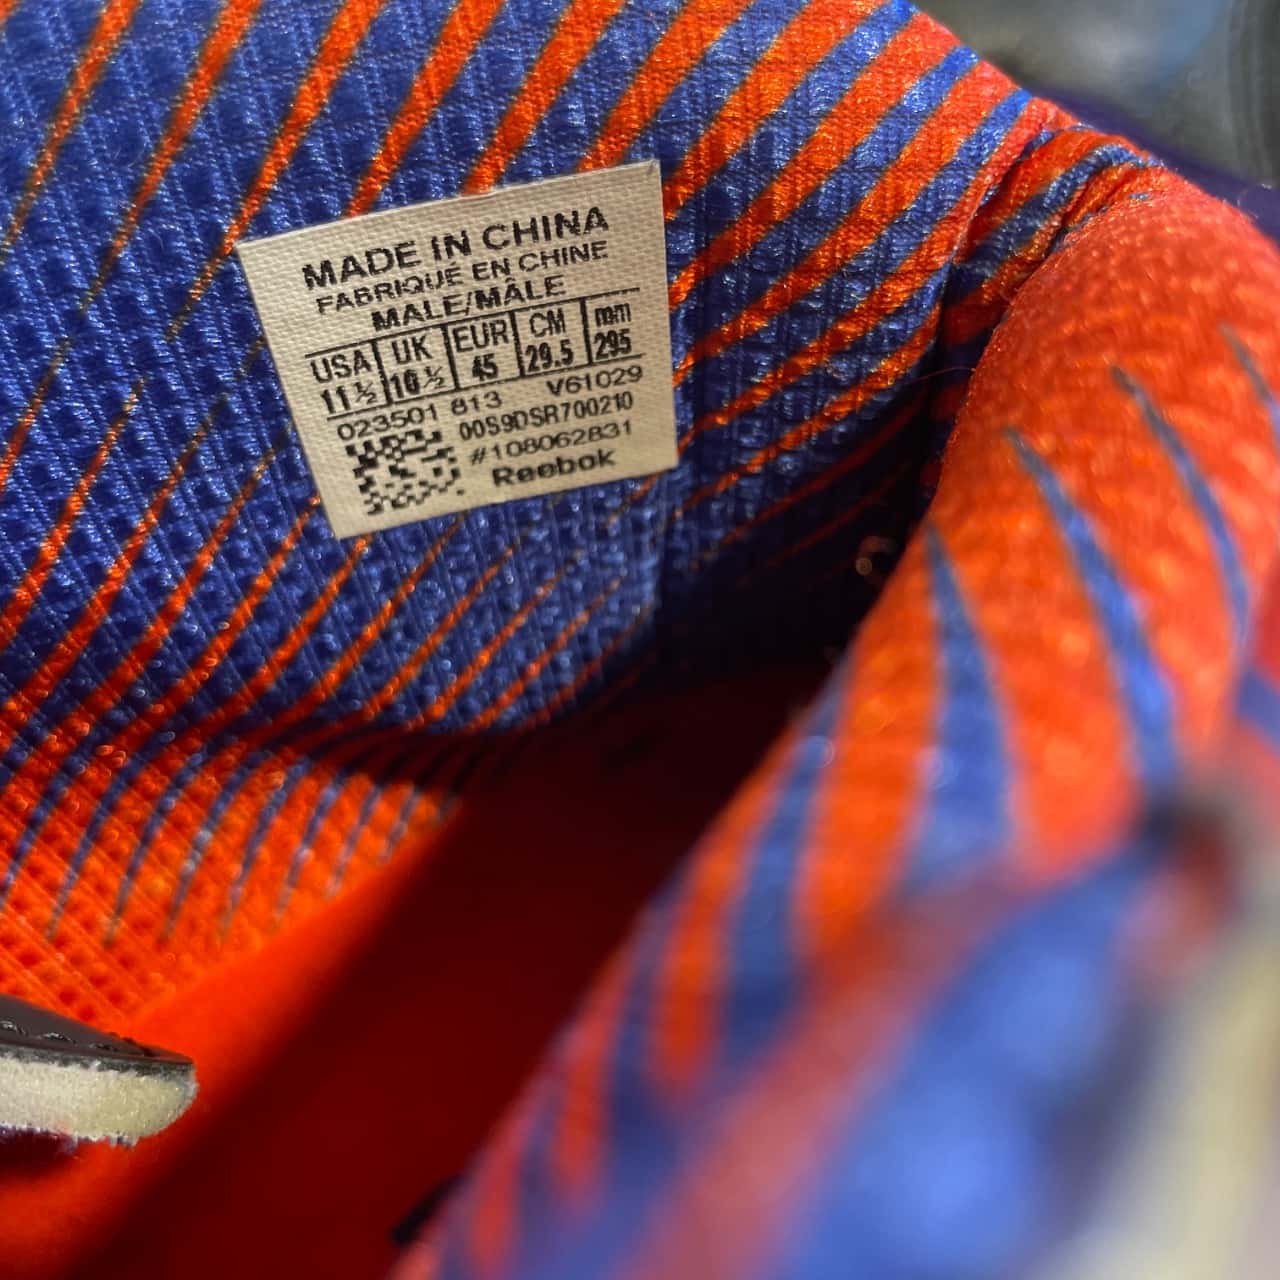 MADE IN CHINA
FABRIQUÉ EN CHINE
MALE/MÂLE
USA UK EUR CM mm
11½ 10½ 45 29.5 295
023501 813 V61029
00S9DSR700210
#108062831
Reebok